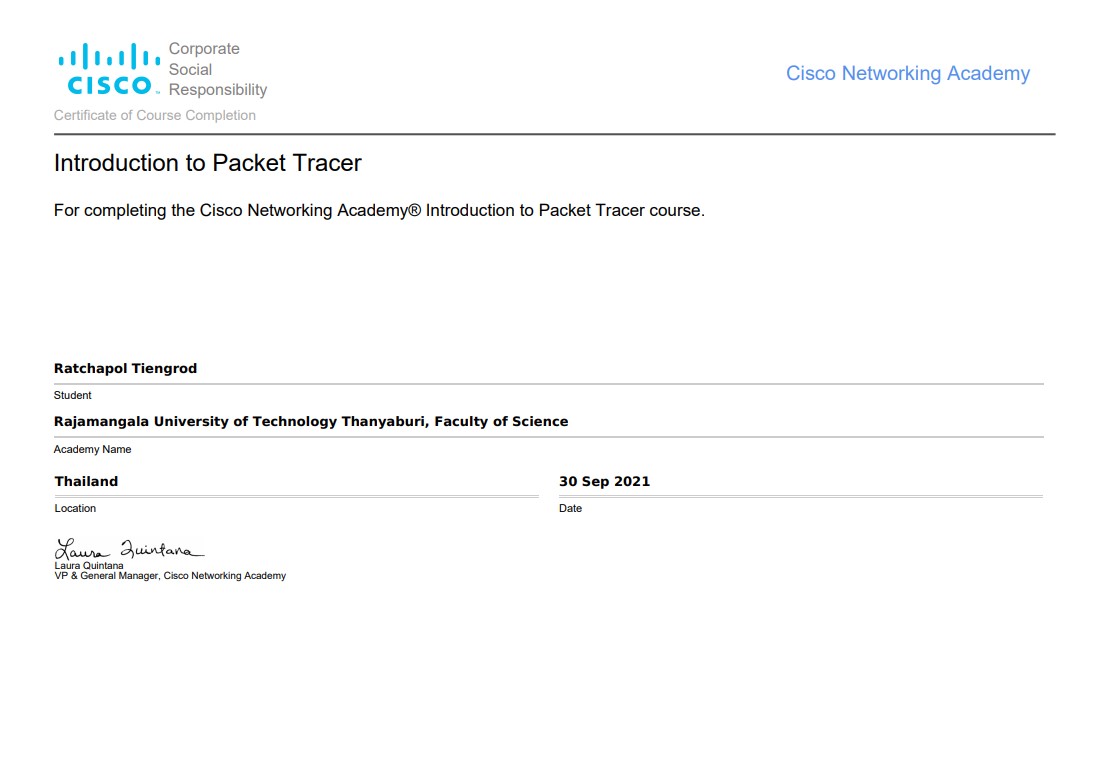 CISCO
Corporate
Social
Responsibility
Cisco Networking Academy
Certificate of Course Completion
Introduction to Packet Tracer
For completing the Cisco Networking Academy® Introduction to Packet Tracer course.
Ratchapol Tiengrod
Student
Rajamangala University of Technology Thanyaburi, Faculty of Science
Academy Name
Thailand
30 Sep 2021
Location
Date
Laura Quintana
Laura Quintana
VP & General Manager, Cisco Networking Academy